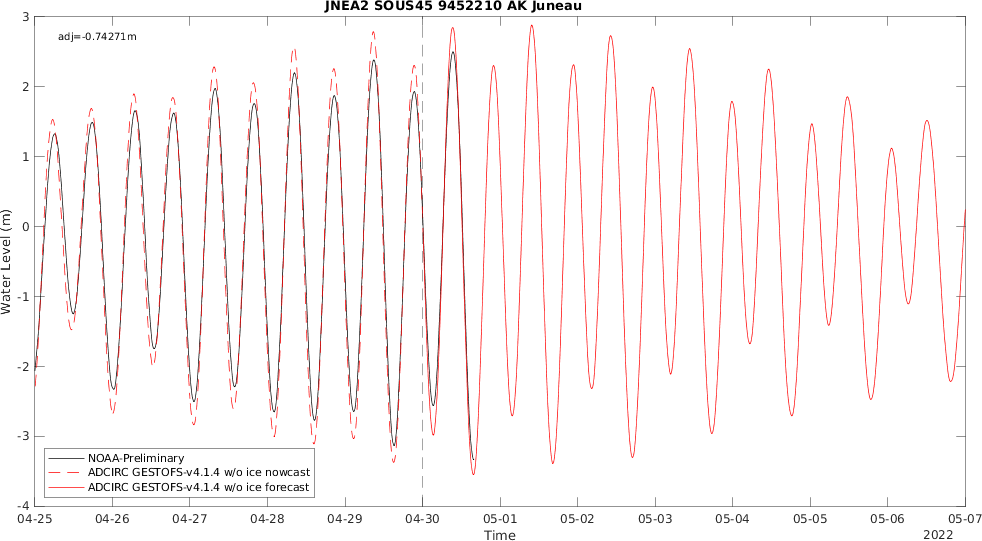 JNEA2 SOUS45 9452210 AK Juneau
adj=-0.74271m
3
2
1
0
-1
-2
-3
-4
Water Level (m)
NOAA-Preliminary
ADCIRC GESTOFS-v4.1.4 w/o ice nowcast
ADCIRC GESTOFS-v4.1.4 w/o ice forecast
04-25 04-26 04-27 04-28 04-29 04-30 05-01 05-02 05-03 05-04 05-05 05-06 05-07
Time
2022